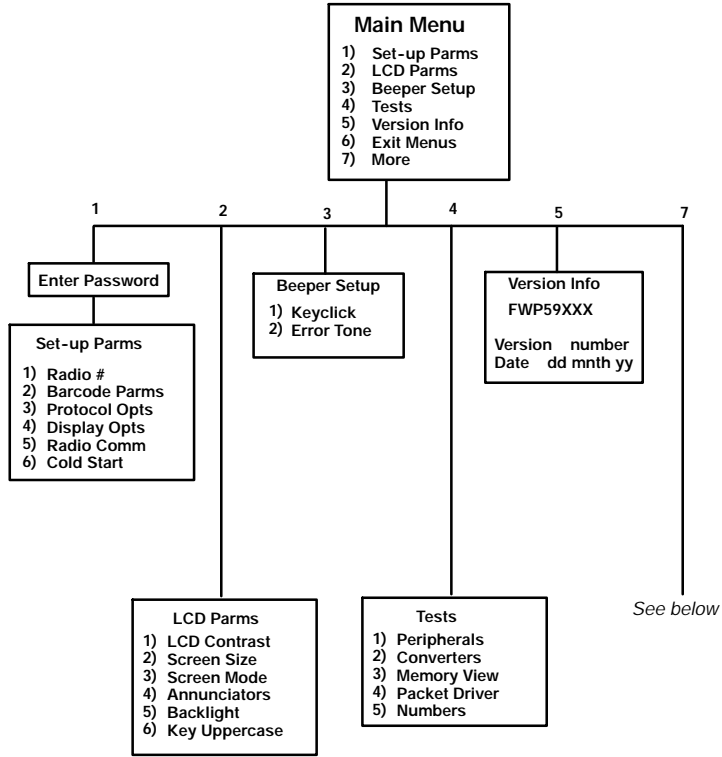 Main Menu
1) Set-up Parms
2) LCD Parms
3) Beeper Setup
4) Tests
5) Version Info
6) Exit Menus
7) More
1 2 3 4 5 7
Enter Password
Set-up Parms
1) Radio #
2) Barcode Parms
3) Protocol Opts
4) Display Opts
5) Radio Comm
6) Cold Start
Beeper Setup
1) Keyclick
2) Error Tone
Version Info
FWP59XXX
Version number
Date dd mnth yy
LCD Parms
1) LCD Contrast
2) Screen Size
3) Screen Mode
4) Annunciators
5) Backlight
6) Key Uppercase
Tests
1) Peripherals
2) Converters
3) Memory View
4) Packet Driver
5) Numbers
See below